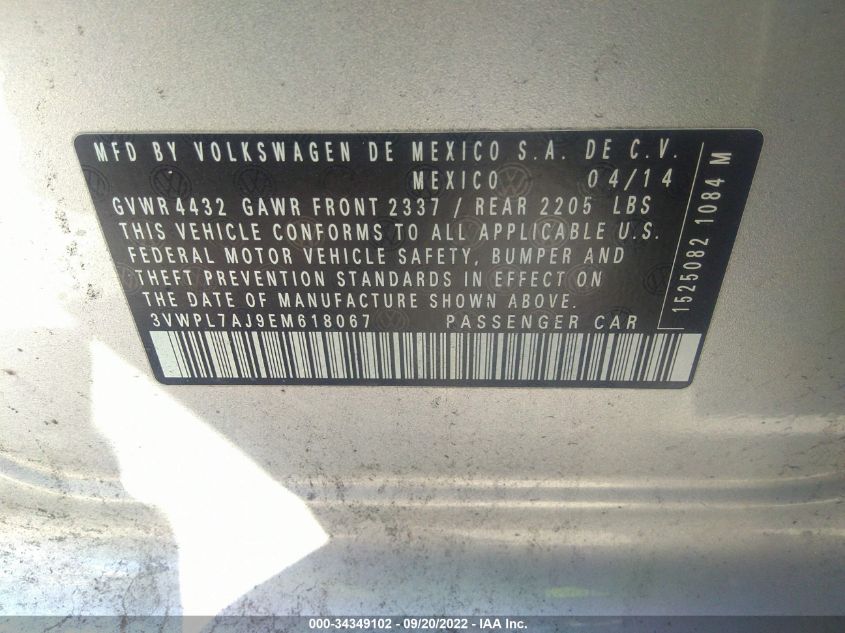 MFD BY VOLKSWAGEN DE MEXICO S.A. DE C.V.
MEXICO 04/14
GVWR 4432 GAWR FRONT 2337 / REAR 2205 LBS
THIS VEHICLE CONFORMS TO ALL APPLICABLE U.S.
FEDERAL MOTOR VEHICLE SAFETY, BUMPER AND
THEFT PREVENTION STANDARDS IN EFFECT ON
THE DATE OF MANUFACTURE SHOWN ABOVE.
3VWPL7AJ9EM618067 PASSENGER CAR
1525082 1084 M
000-34349102 - 09/20/2022 - IAA Inc.